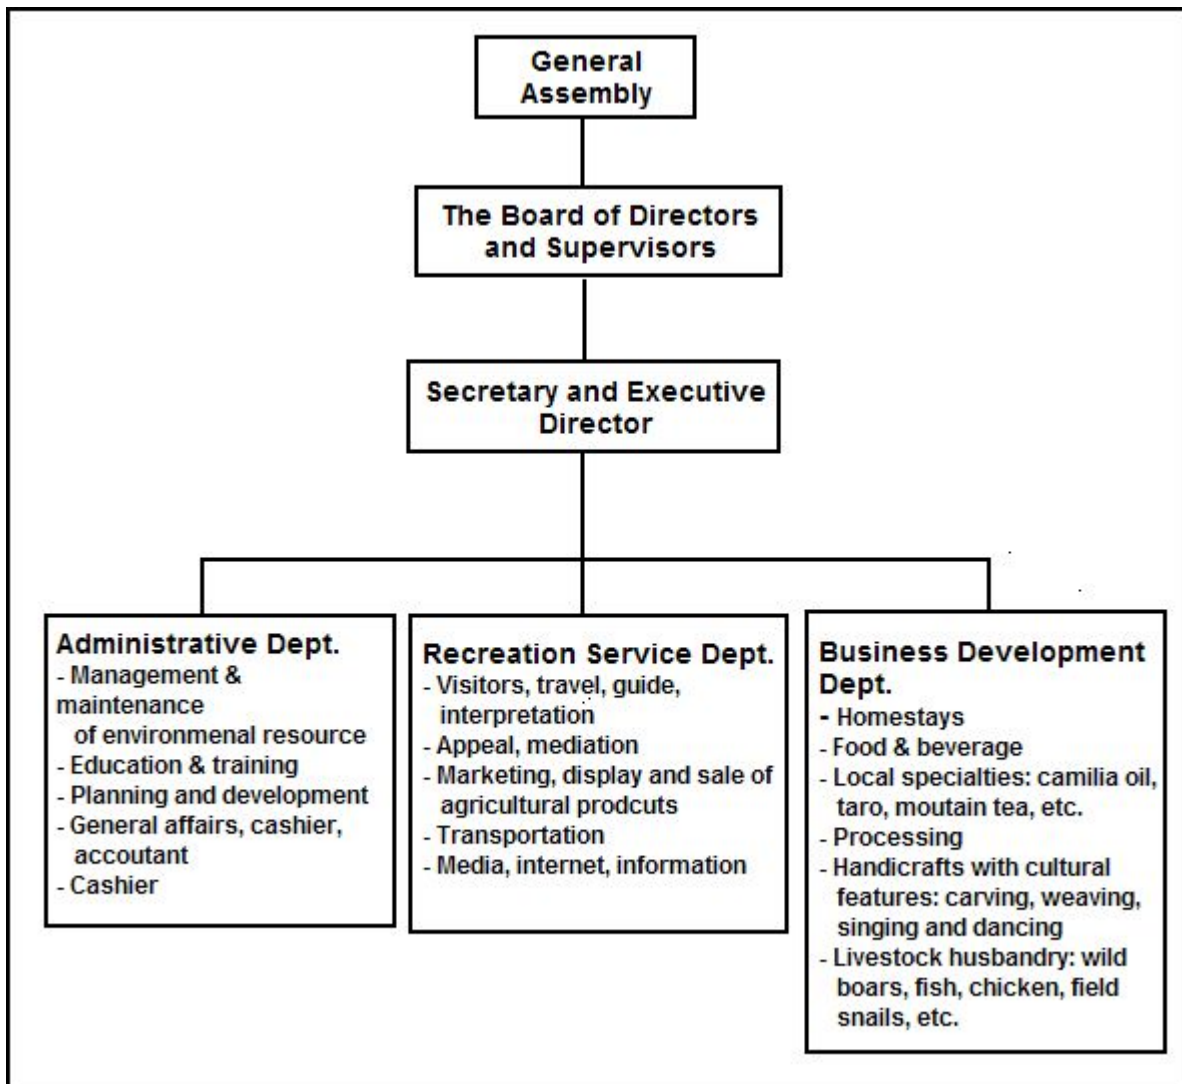 General
Assembly
The Board of Directors
and Supervisors
Secretary and Executive
Director
Administrative Dept.
- Management &
maintenance
of environmenal resource
- Education & training
- Planning and development
- General affairs, cashier,
accoutant
- Cashier
Recreation Service Dept.
- Visitors, travel, guide,
interpretation
- Appeal, mediation
- Marketing, display and sale of
agricultural prodcuts
- Transportation
- Media, internet, information
Business Development
Dept.
- Homestays
- Food & beverage
- Local specialties: camilia oil,
taro, moutain tea, etc.
- Processing
- Handicrafts with cultural
features: carving, weaving,
singing and dancing
- Livestock husbandry: wild
boars, fish, chicken, field
snails, etc.